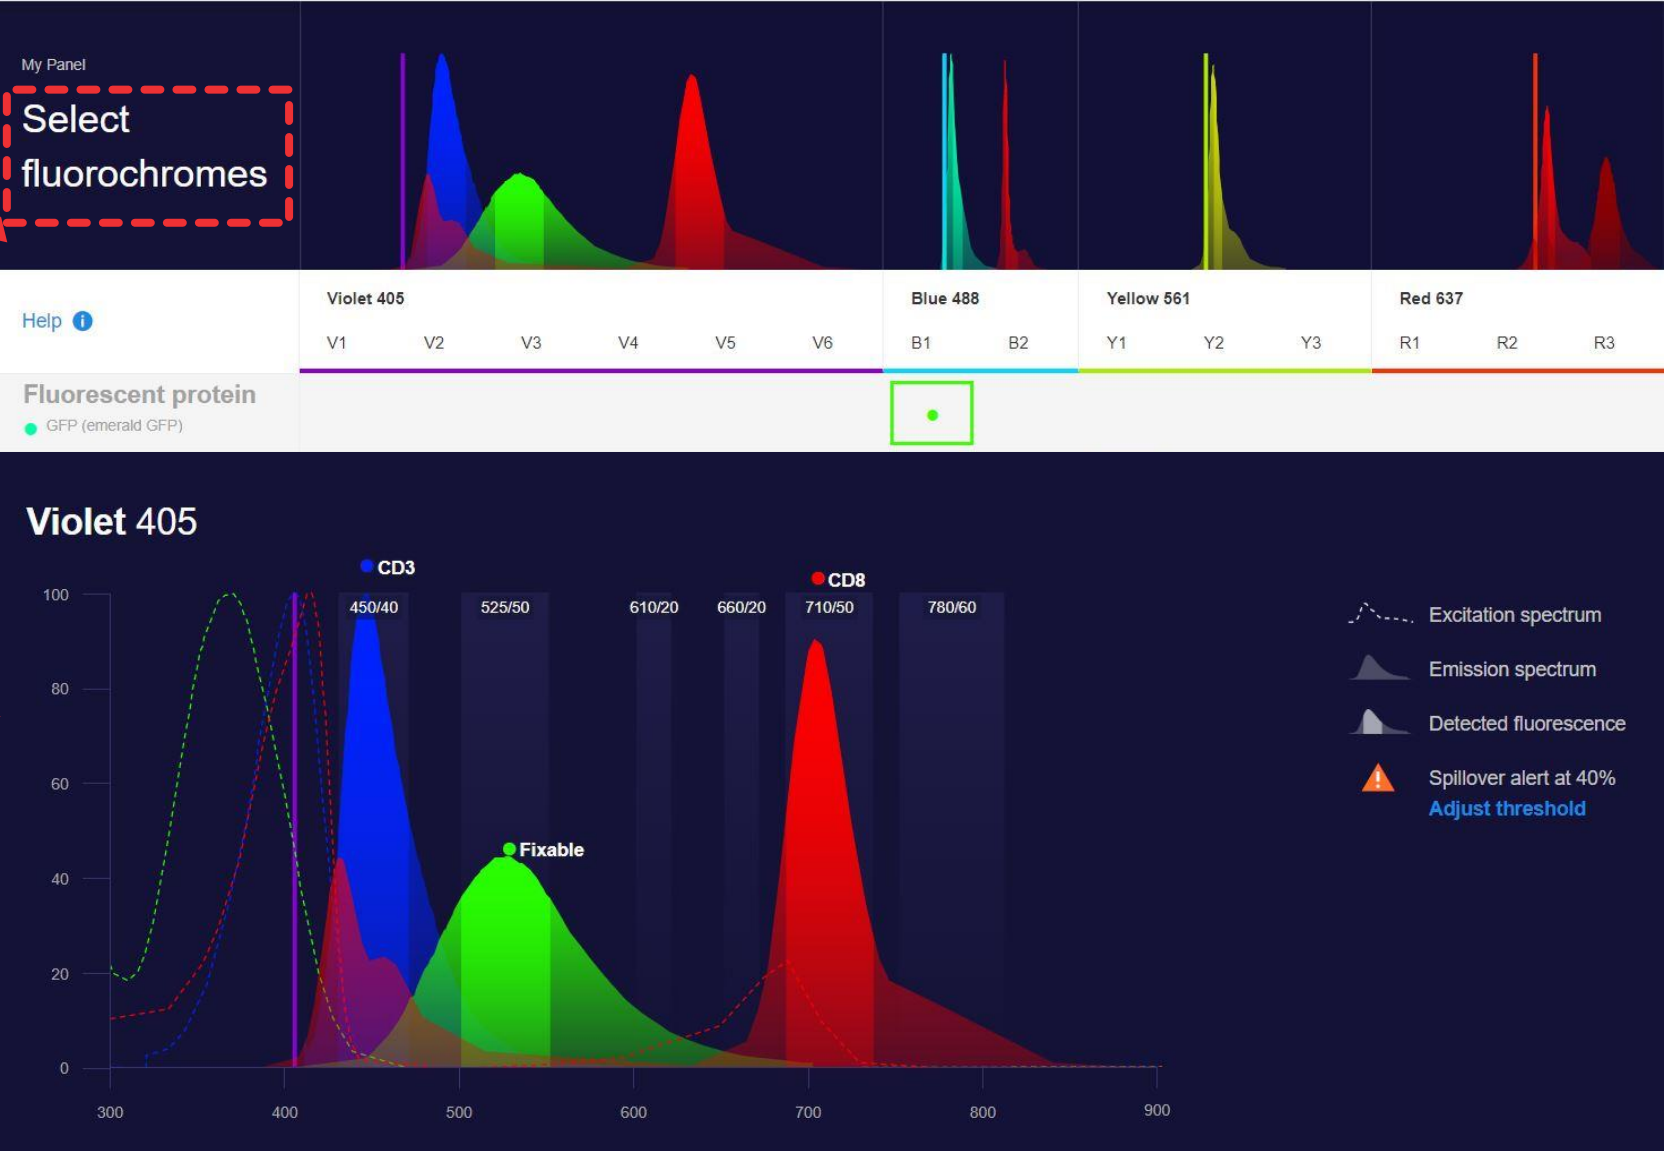 My Panel
Select
fluorochromes
Help i
Violet 405
V1 V2 V3 V4 V5 V6
Blue 488
B1 B2
Yellow 561
Y1 Y2 Y3
Red 637
R1 R2 R3
Fluorescent protein
GFP (emerald GFP)
Violet 405
CD3
CD8
450/40 525/50 610/20 660/20 710/50 780/60
Fixable
100
80
60
40
20
0
300 400 500 600 700 800 900
Excitation spectrum
Emission spectrum
Detected fluorescence
! Spillover alert at 40%
Adjust threshold